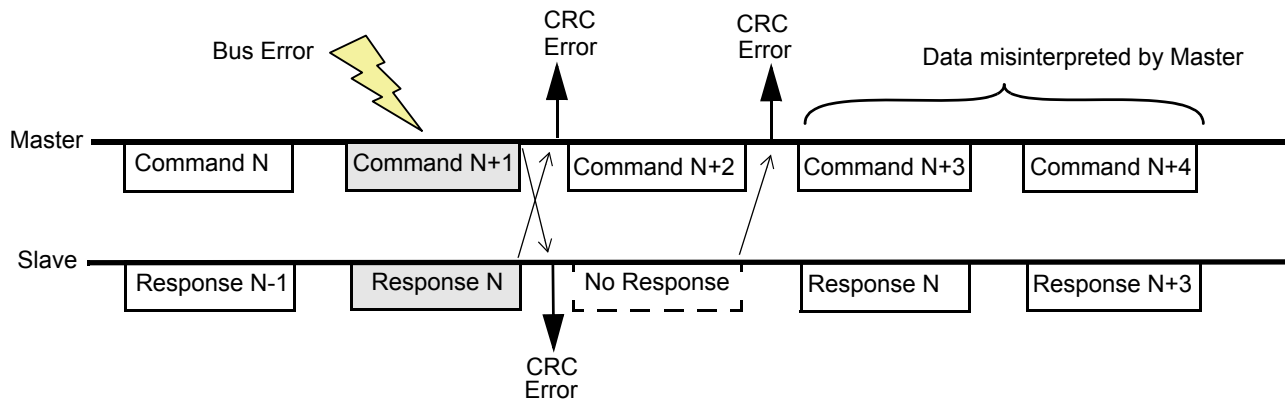 CRC
Error
CRC
Error
Bus Error
Data misinterpreted by Master
Master
Command N
Command N+1
Command N+2
Command N+3
Command N+4
Slave
Response N-1
Response N
No Response
Response N
Response N+3
CRC
Error